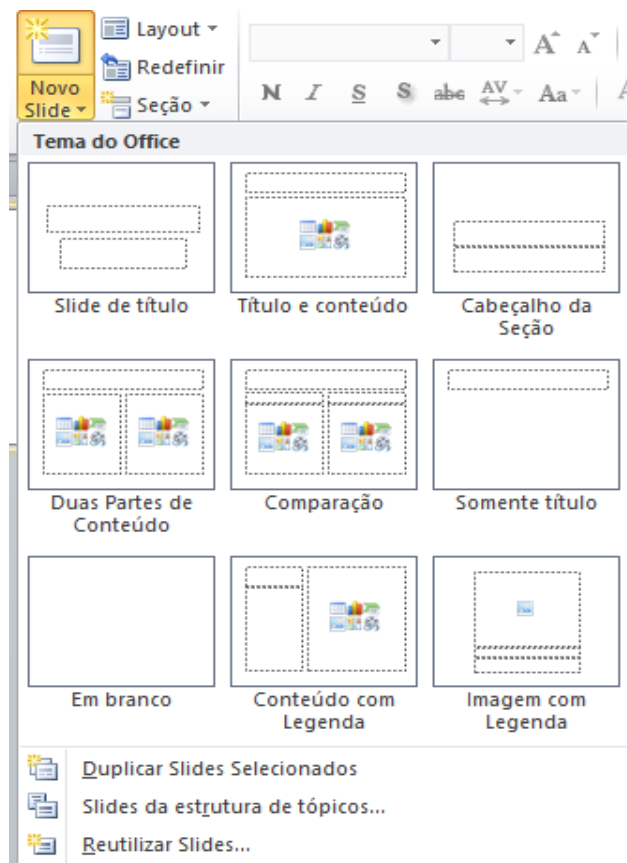 Novo
Slide
Layout
Redefinir
Seção
N I S S abc AV Aa
Tema do Office
Slide de título
Título e conteúdo
Cabeçalho da
Seção
Duas Partes de
Conteúdo
Comparação
Somente título
Em branco
Conteúdo com
Legenda
Imagem com
Legenda
Duplicar Slides Selecionados
Slides da estrutura de tópicos...
Reutilizar Slides...